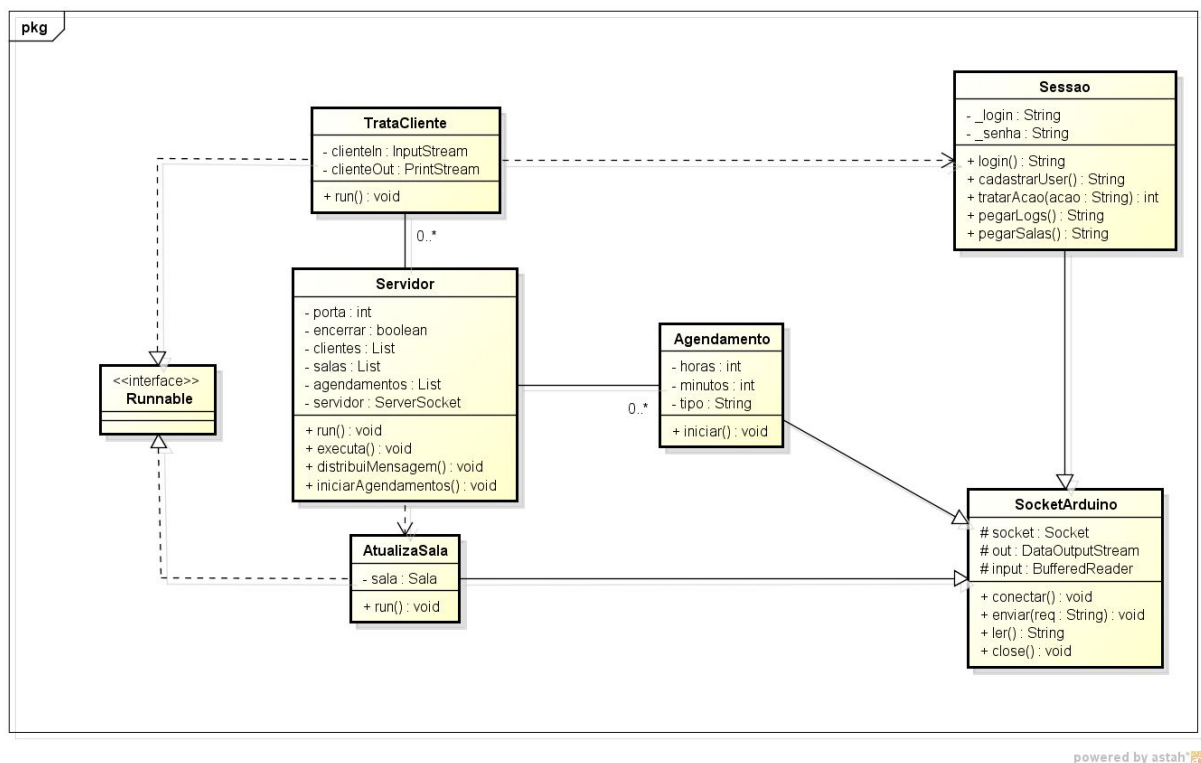 pkg
TrataCliente
- clienteIn : InputStream
- clienteOut : PrintStream
+ run() : void
0..*
Sessao
- _login : String
- _senha : String
+ login() : String
+ cadastrarUser() : String
+ tratarAcao(acao : String) : int
+ pegarLogs() : String
+ pegarSalas() : String
Servidor
- porta : int
- encerrar : boolean
- clientes : List
- salas : List
- agendamentos : List
- servidor : ServerSocket
+ run() : void
+ executa() : void
+ distribuiMensagem() : void
+ iniciarAgendamentos() : void
Agendamento
- horas : int
- minutos : int
- tipo : String
+ iniciar() : void
0..*
<<interface>>
Runnable
AtualizaSala
- sala : Sala
+ run() : void
SocketArduino
# socket : Socket
# out : DataOutputStream
# input : BufferedReader
+ conectar() : void
+ enviar(req : String) : void
+ ler() : String
+ close() : void
powered by astah*